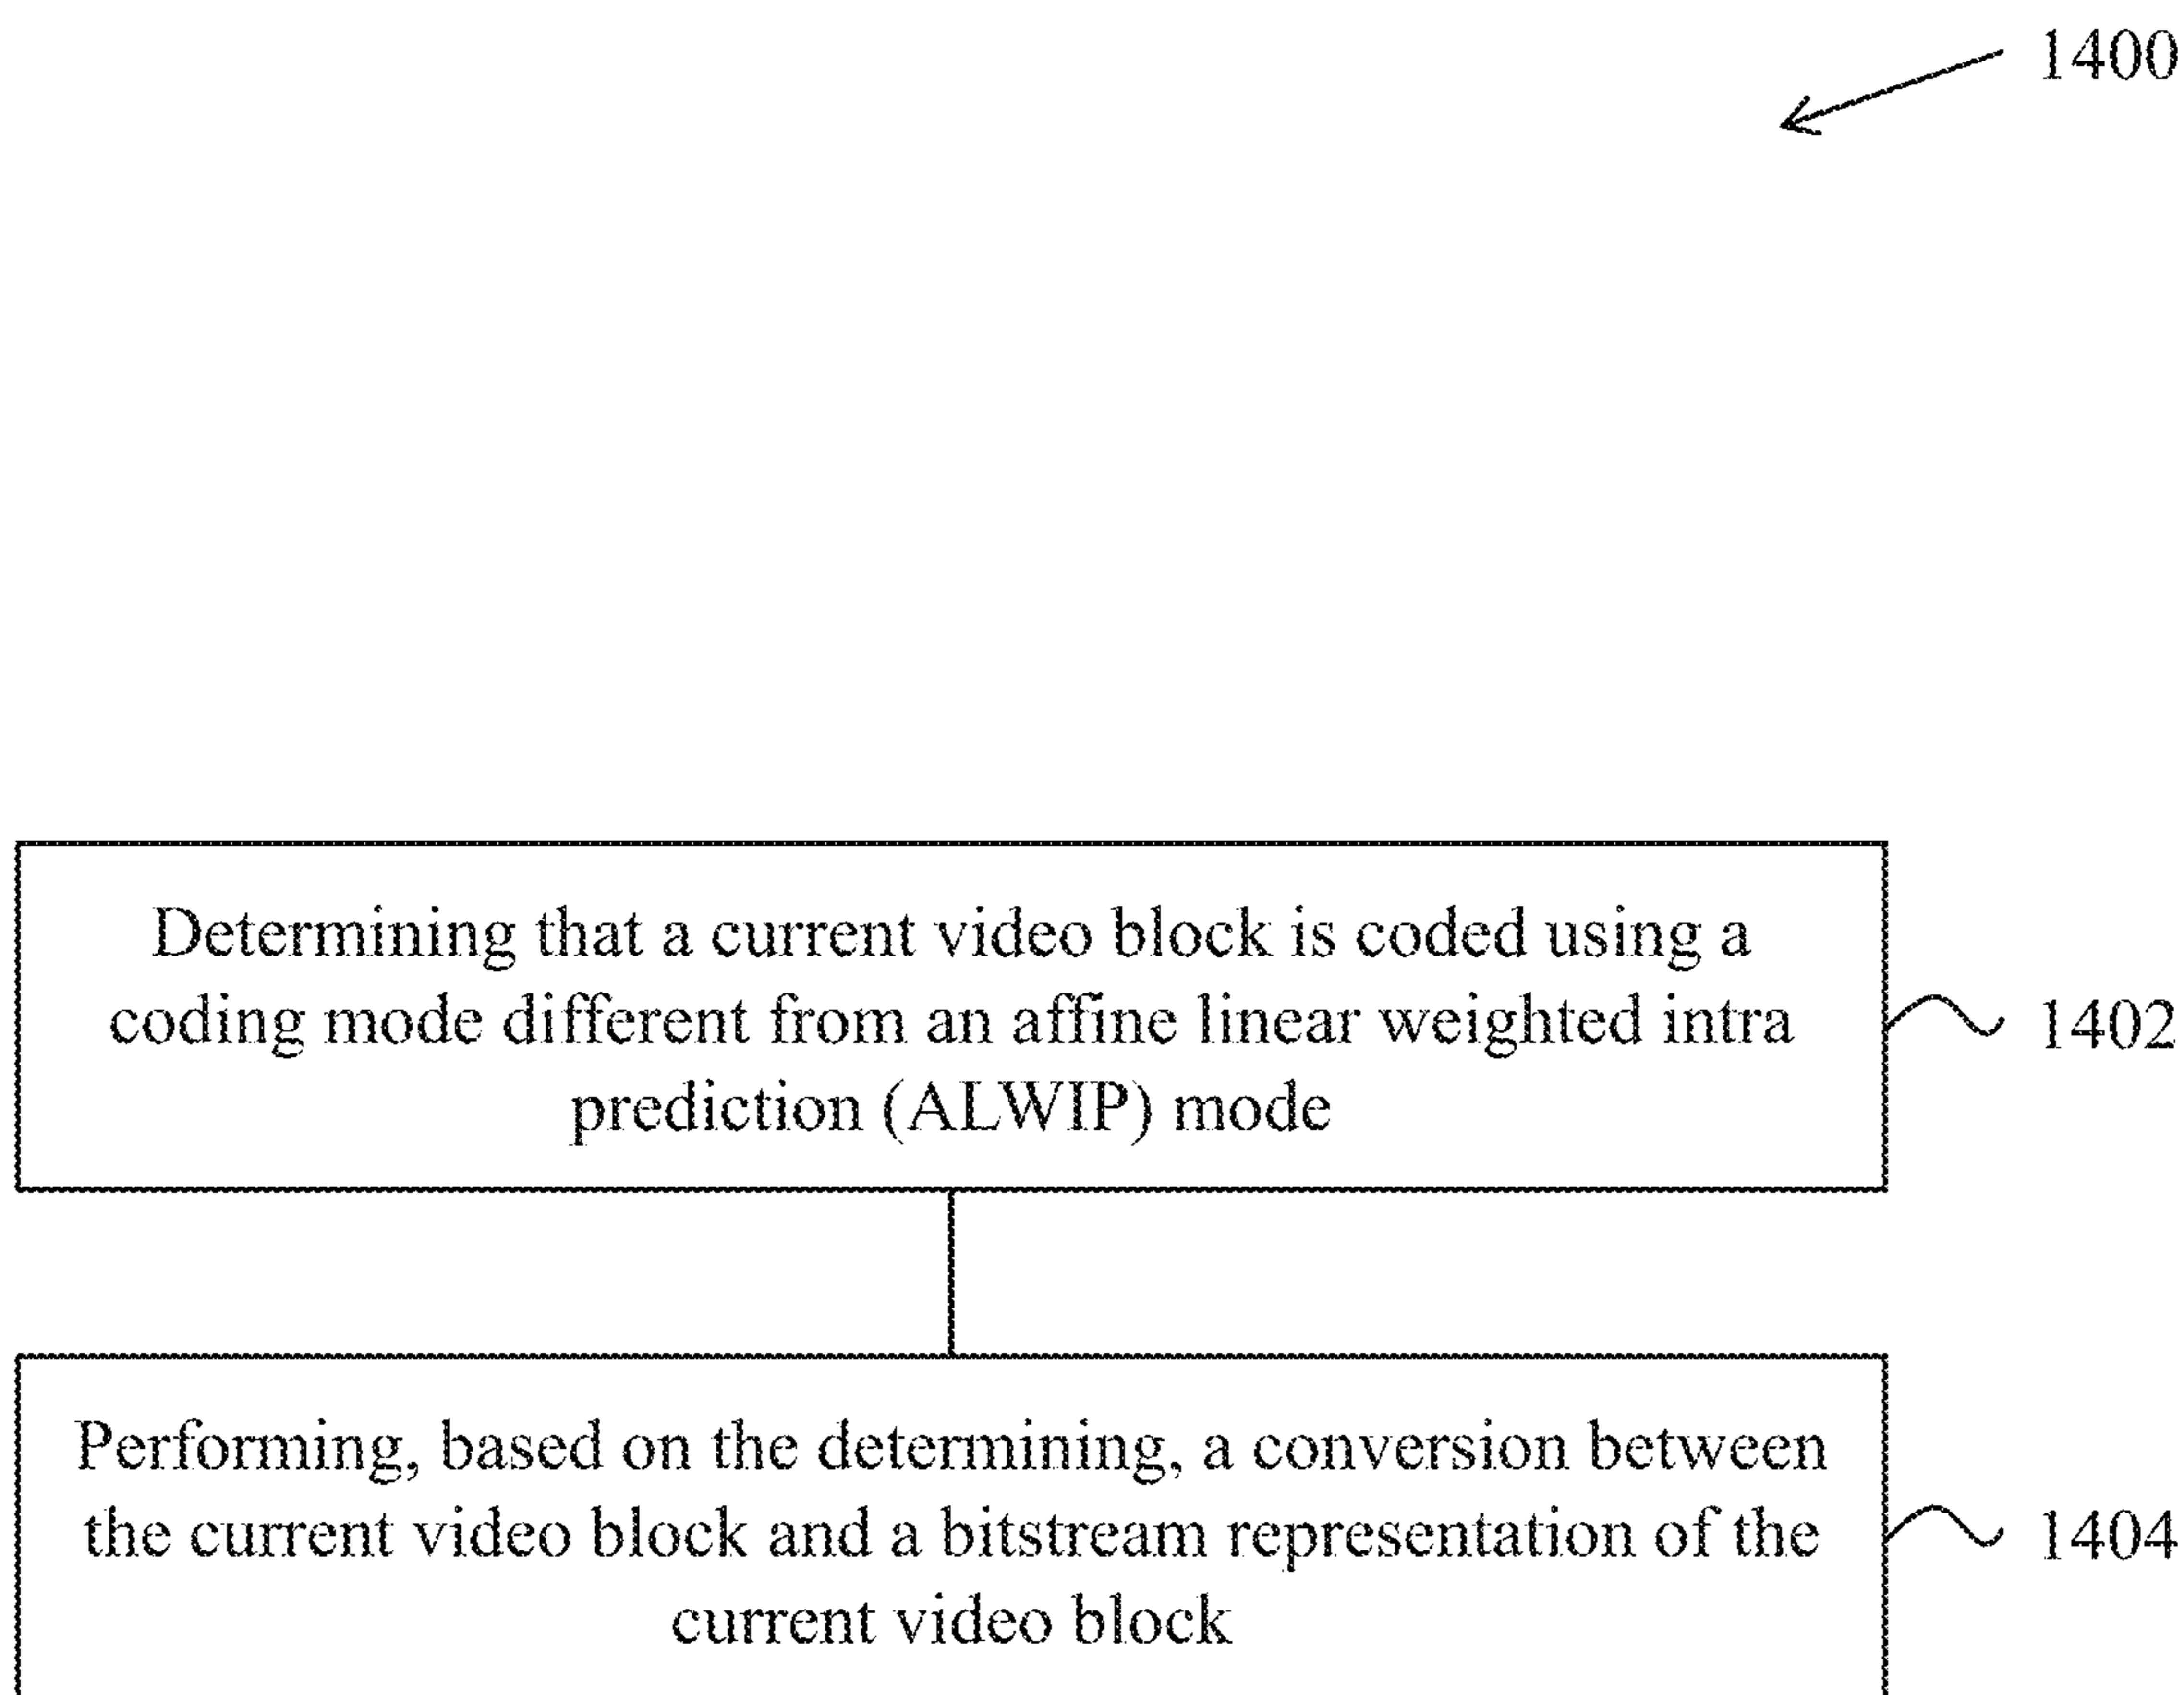 1400
Determining that a current video block is coded using a
coding mode different from an affine linear weighted intra
prediction (ALWIP) mode
1402
Performing, based on the determining, a conversion between
the current video block and a bitstream representation of the
current video block
1404